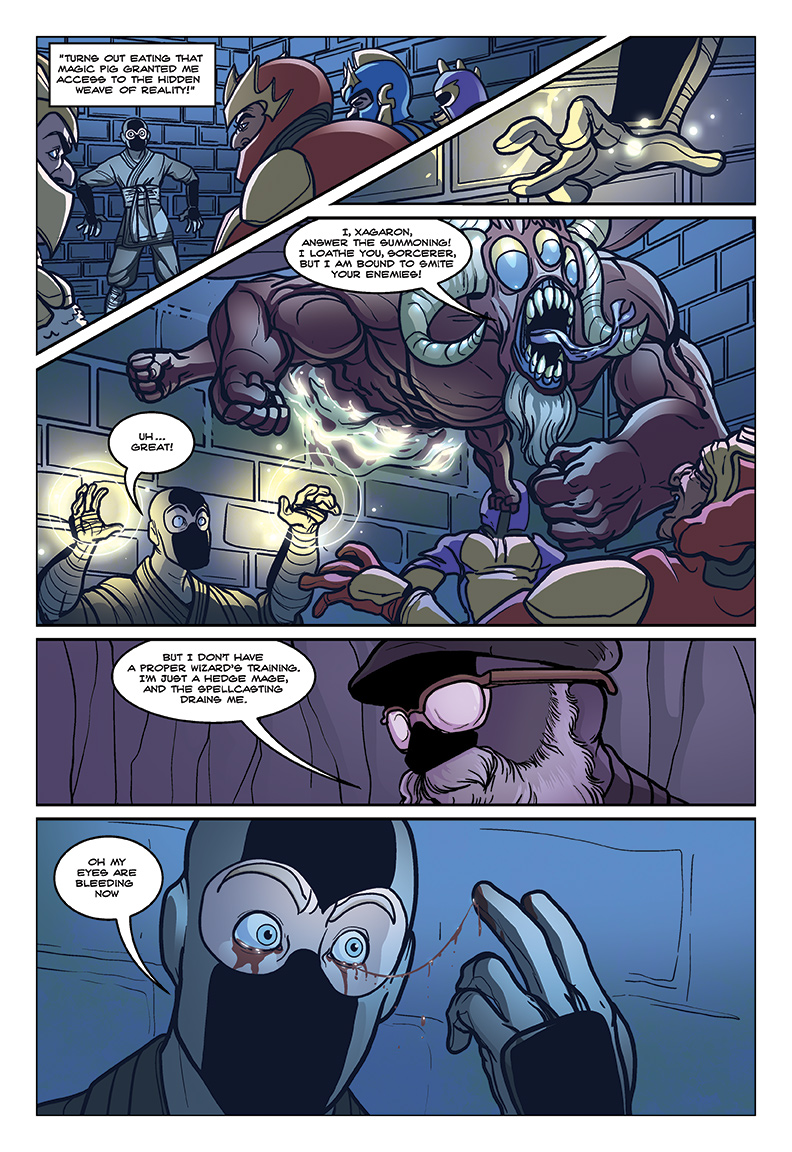 "TURNS OUT EATING THAT
MAGIC PIG GRANTED ME
ACCESS TO THE HIDDEN
WEAVE OF REALITY!"
I, XAGARON,
ANSWER THE SUMMONING!
I LOATHE YOU, SORCERER,
BUT I AM BOUND TO SMITE
YOUR ENEMIES!
UH...
GREAT!
BUT I DON'T HAVE
A PROPER WIZARD'S TRAINING.
I'M JUST A HEDGE MAGE,
AND THE SPELLCASTING
DRAINS ME.
OH MY
EYES ARE
BLEEDING
NOW